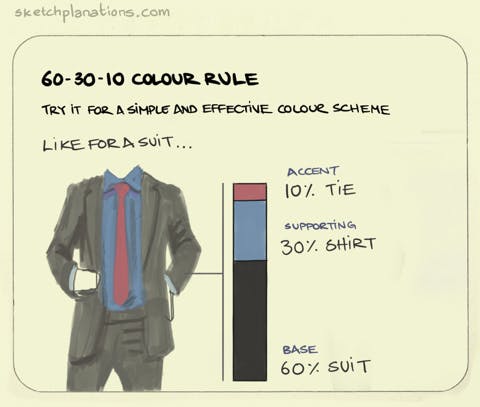 sketchplanations.com
60-30-10 COLOUR RULE
TRY IT FOR A SIMPLE AND EFFECTIVE COLOUR SCHEME
LIKE FOR A SUIT...
ACCENT
10% TIE
SUPPORTING
30% SHIRT
BASE
60% SUIT